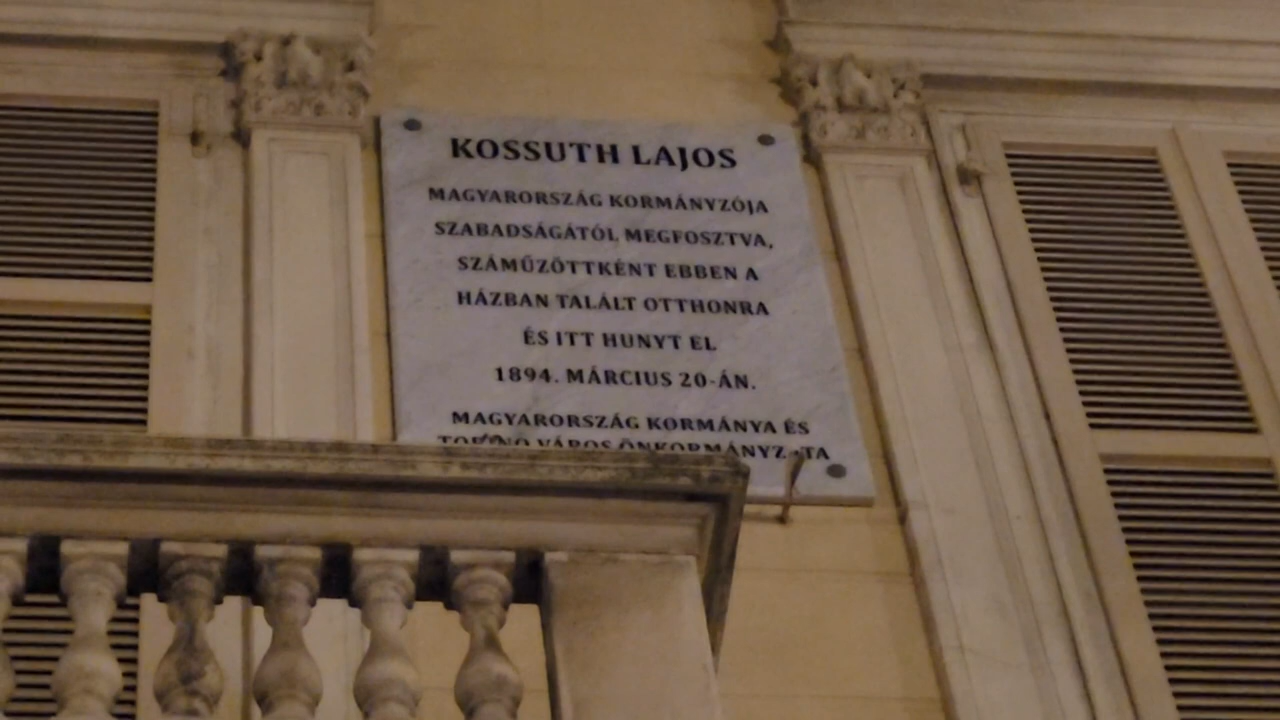 KOSSUTH LAJOS
MAGYARORSZÁG KORMÁNYZÓJA
SZABADSÁGÁTÓL MEGFOSZTVA,
SZÁMŰZÖTTKÉNT EBBEN A
HÁZBAN TALÁLT OTTHONRA
ÉS ITT HUNYT EL
1894. MÁRCIUS 20-ÁN.
MAGYARORSZÁG KORMÁNYA ÉS
TORINO VÁROS ÖNKORMÁNYZATA